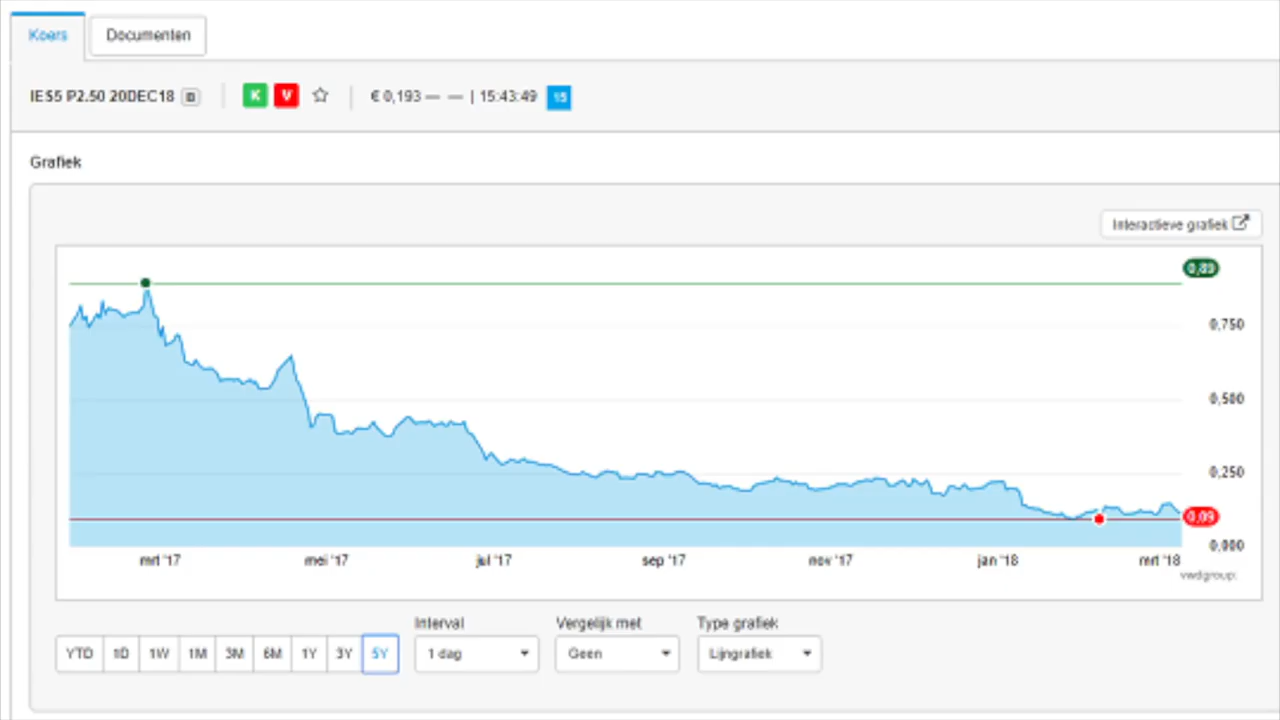 Koers Documenten
IES5 P2.50 20DEC18 D K V € 0,193 — — | 15:43:49 15
Grafiek
Interactieve grafiek
0,89
0,750
0,500
0,250
0,09
0,000
mrt '17 mei '17 jul '17 sep '17 nov '17 jan '18 mrt '18
vwdgroup:
Interval Vergelijk met Type grafiek
YTD 1D 1W 1M 3M 6M 1Y 3Y 5Y 1 dag Geen Lijngrafiek